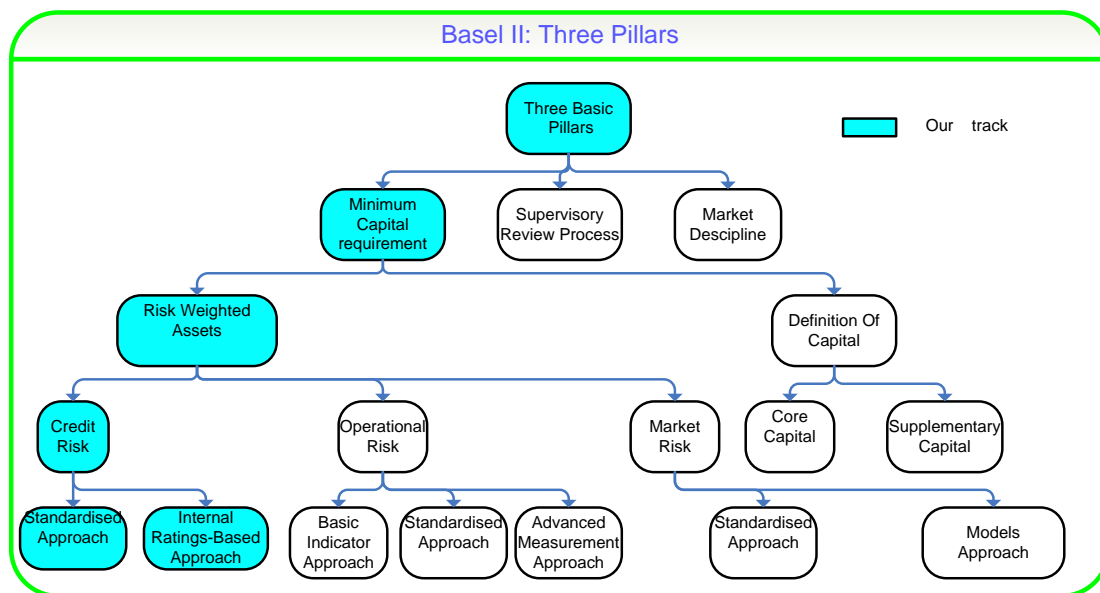 Basel II: Three Pillars
Three Basic
Pillars
Our track
Minimum
Capital
requirement
Supervisory
Review Process
Market
Descipline
Risk Weighted
Assets
Definition Of
Capital
Credit
Risk
Operational
Risk
Market
Risk
Core
Capital
Supplementary
Capital
Standardised
Approach
Internal
Ratings-Based
Approach
Basic
Indicator
Approach
Standardised
Approach
Advanced
Measurement
Approach
Standardised
Approach
Models
Approach